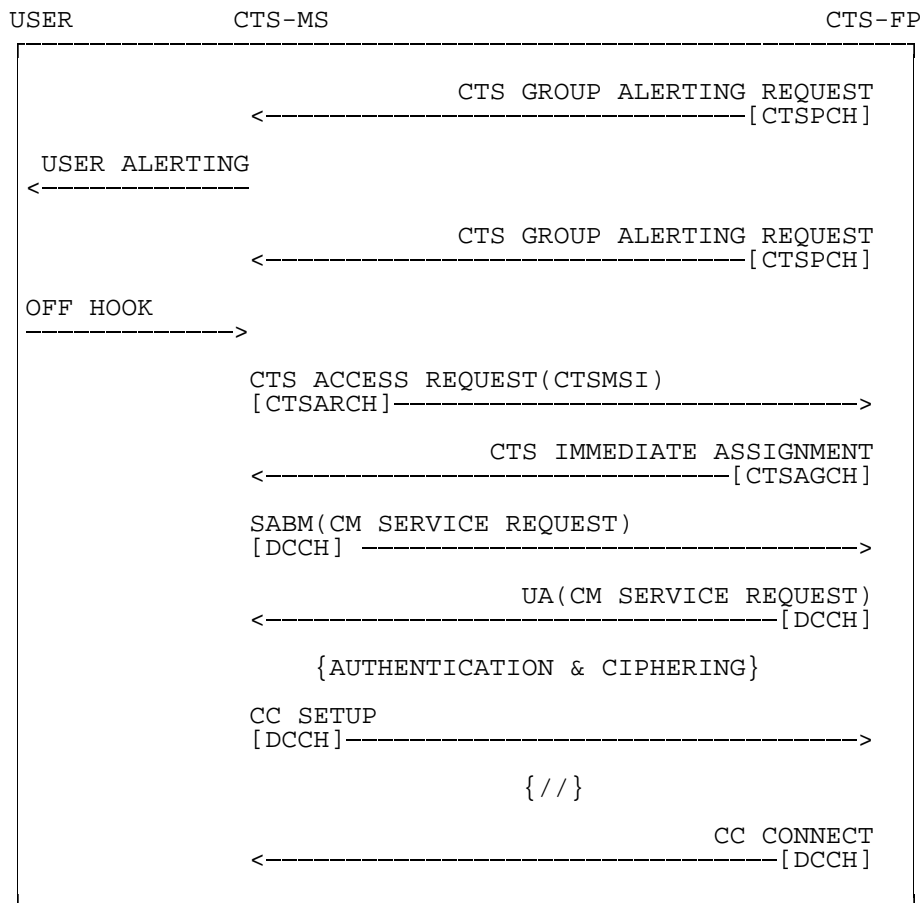 USER CTS-MS CTS-FP
CTS GROUP ALERTING REQUEST
<------------------------------[CTSPCH]
USER ALERTING
<-------------
CTS GROUP ALERTING REQUEST
<------------------------------[CTSPCH]
OFF HOOK
------------->
CTS ACCESS REQUEST(CTSMSI)
[CTSARCH]----------------------------->
CTS IMMEDIATE ASSIGNMENT
<-----------------------------[CTSAGCH]
SABM(CM SERVICE REQUEST)
[DCCH] ------------------------------->
UA(CM SERVICE REQUEST)
<--------------------------------[DCCH]
{AUTHENTICATION & CIPHERING}
CC SETUP
[DCCH]-------------------------------->
{//}
CC CONNECT
<--------------------------------[DCCH]